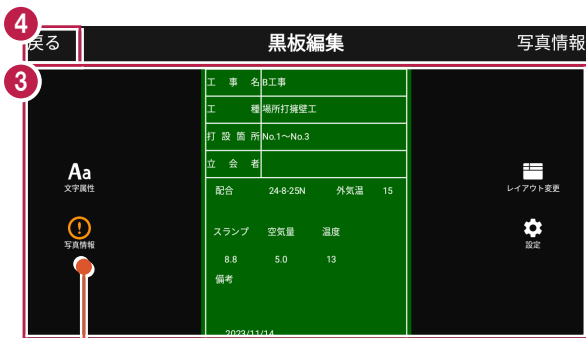 4
戻る 黒板編集 写真情報
3
工 事 名 B工事
工 種 場所打擁壁工
打 設 箇 所 No.1～No.3
立 会 者
配合 24-8-25N 外気温 15
スランプ 空気量 温度
8.8 5.0 13
備考
2023/11/14
Aa
文字属性
写真情報
レイアウト変更
設定